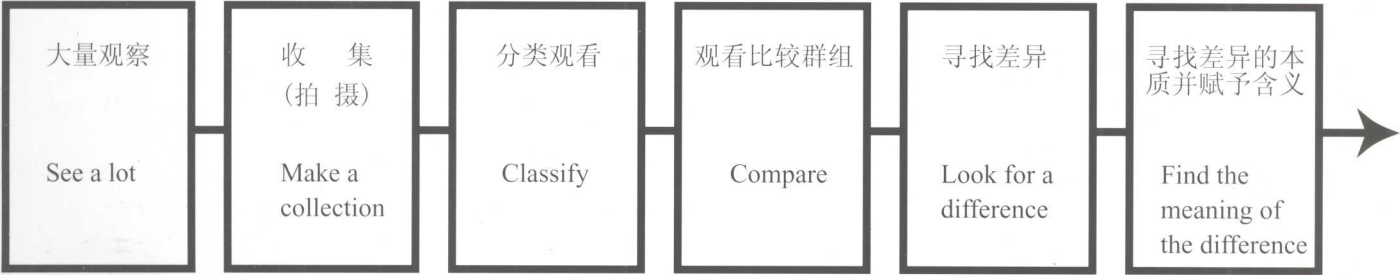 大量观察
See a lot
收 集
(拍 摄)
Make a
collection
分类观看
Classify
观看比较群组
Compare
寻找差异
Look for a
difference
寻找差异的本
质并赋予含义
Find the
meaning of
the difference